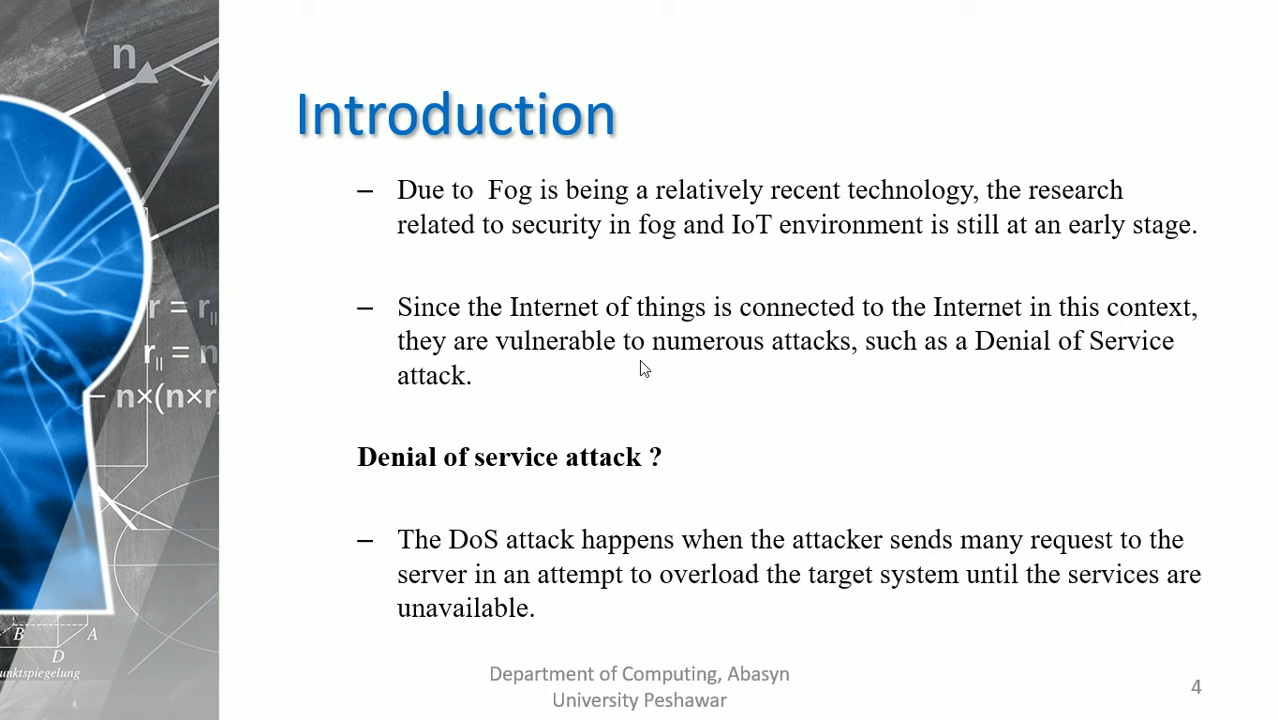 Introduction
– Due to Fog is being a relatively recent technology, the research
related to security in fog and IoT environment is still at an early stage.
– Since the Internet of things is connected to the Internet in this context,
they are vulnerable to numerous attacks, such as a Denial of Service
attack.
Denial of service attack ?
– The DoS attack happens when the attacker sends many request to the
server in an attempt to overload the target system until the services are
unavailable.
Department of Computing, Abasyn
University Peshawar
4
n
r = r||
r|| = n
n×(n×r)
B
A
D
unktspiegelung